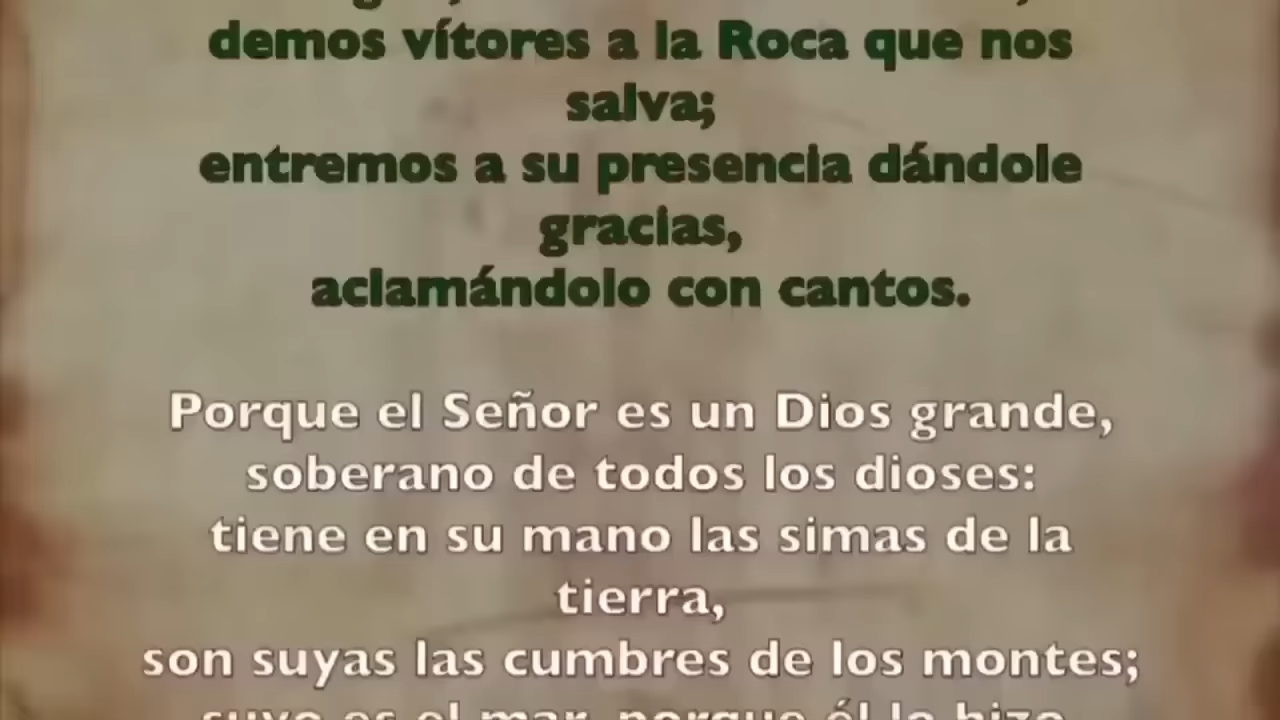 demos vítores a la Roca que nos
salva;
entremos a su presencia dándole
gracias,
aclamándolo con cantos.
Porque el Señor es un Dios grande,
soberano de todos los dioses:
tiene en su mano las simas de la
tierra,
son suyas las cumbres de los montes;
suyo es el mar, porque él lo hizo